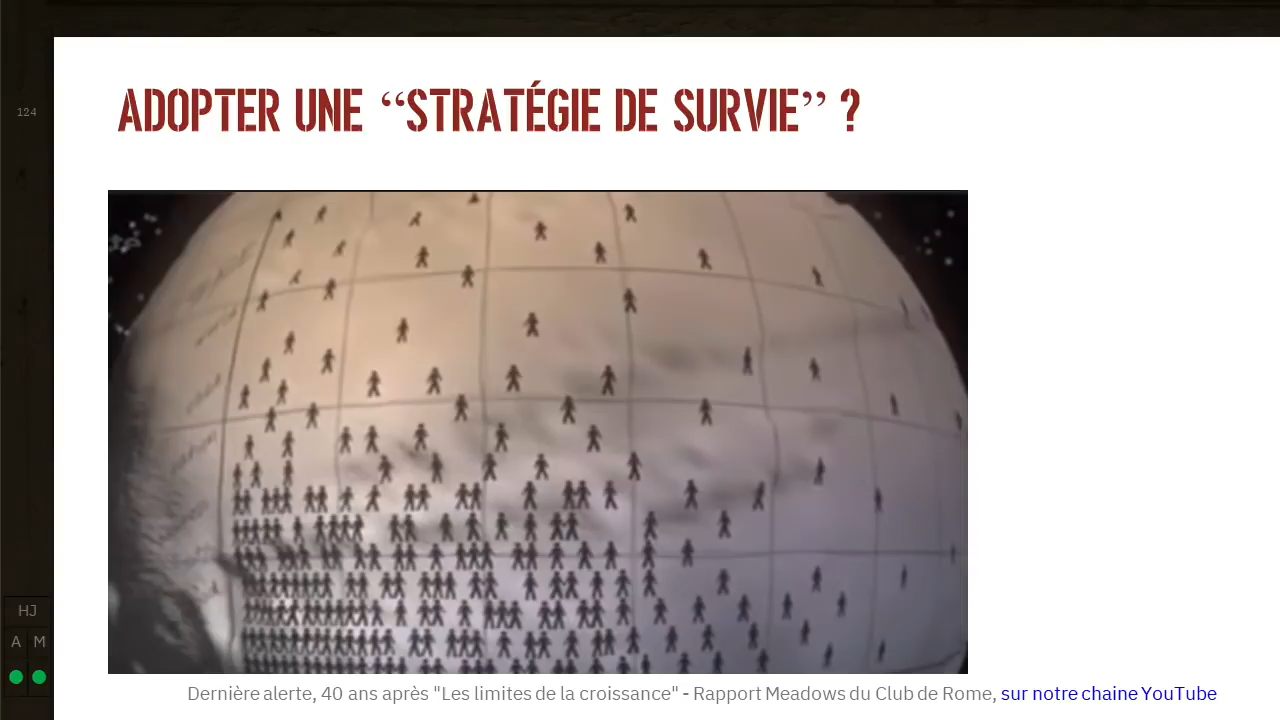 ADOPTER UNE “STRATÉGIE DE SURVIE” ?
124
HJ
A M
Dernière alerte, 40 ans après "Les limites de la croissance" - Rapport Meadows du Club de Rome, sur notre chaine YouTube